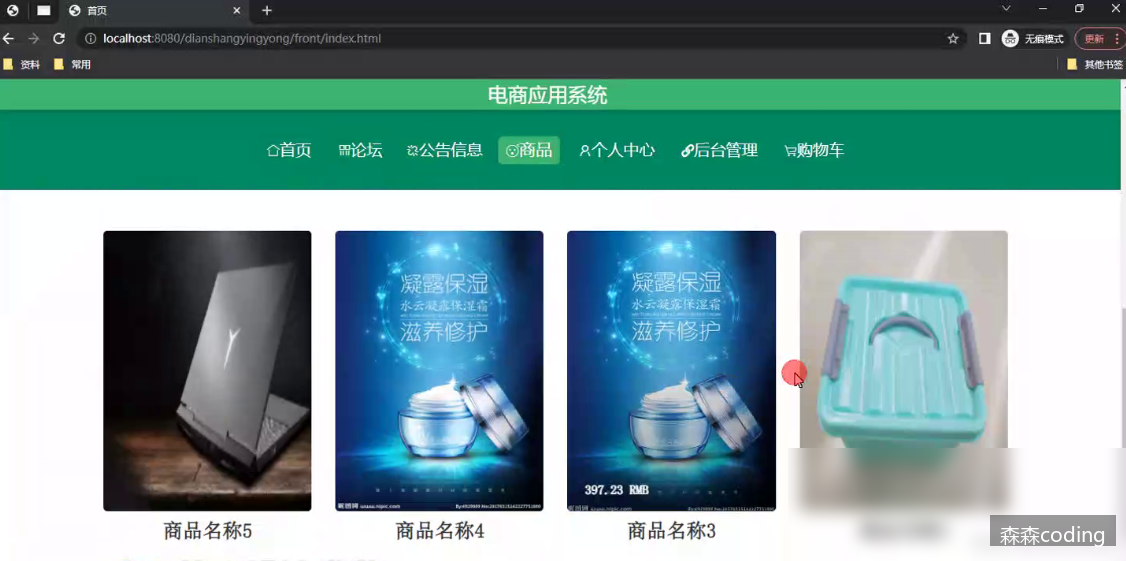 首页
localhost:8080/dianshangyingyong/front/index.html
无痕模式
更新
资料
常用
其他书签
电商应用系统
首页 论坛 公告信息 商品 个人中心 后台管理 购物车
凝露保湿
水云凝露保湿霜
滋养修护
凝露保湿
水云凝露保湿霜
滋养修护
397.23 RMB
商品名称5
商品名称4
商品名称3
森森coding